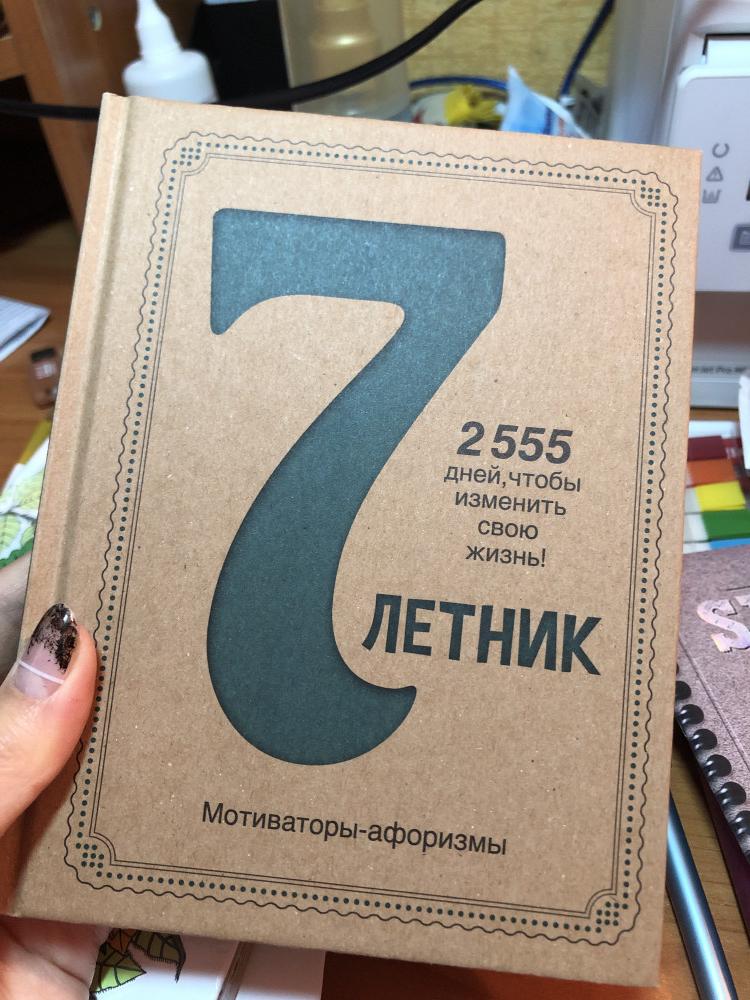 7
2 555
дней,чтобы
изменить
свою
жизнь!
ЛЕТНИК
Мотиваторы-афоризмы